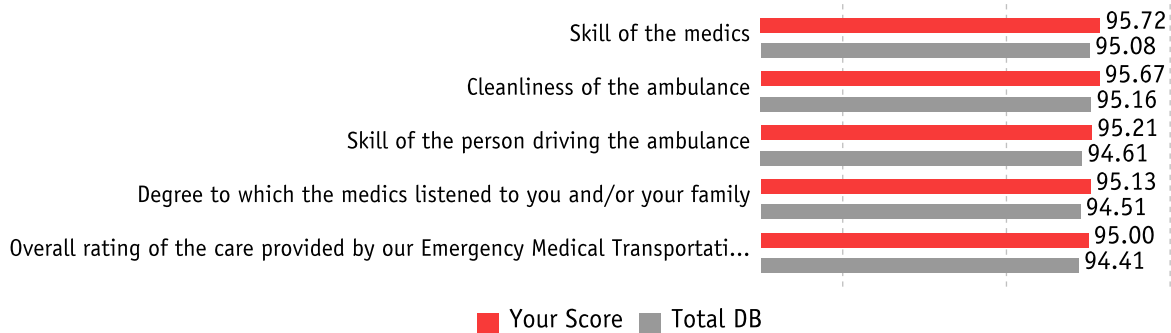 Skill of the medics 95.72
95.08
Cleanliness of the ambulance 95.67
95.16
Skill of the person driving the ambulance 95.21
94.61
Degree to which the medics listened to you and/or your family 95.13
94.51
Overall rating of the care provided by our Emergency Medical Transportati... 95.00
94.41
Your Score Total DB